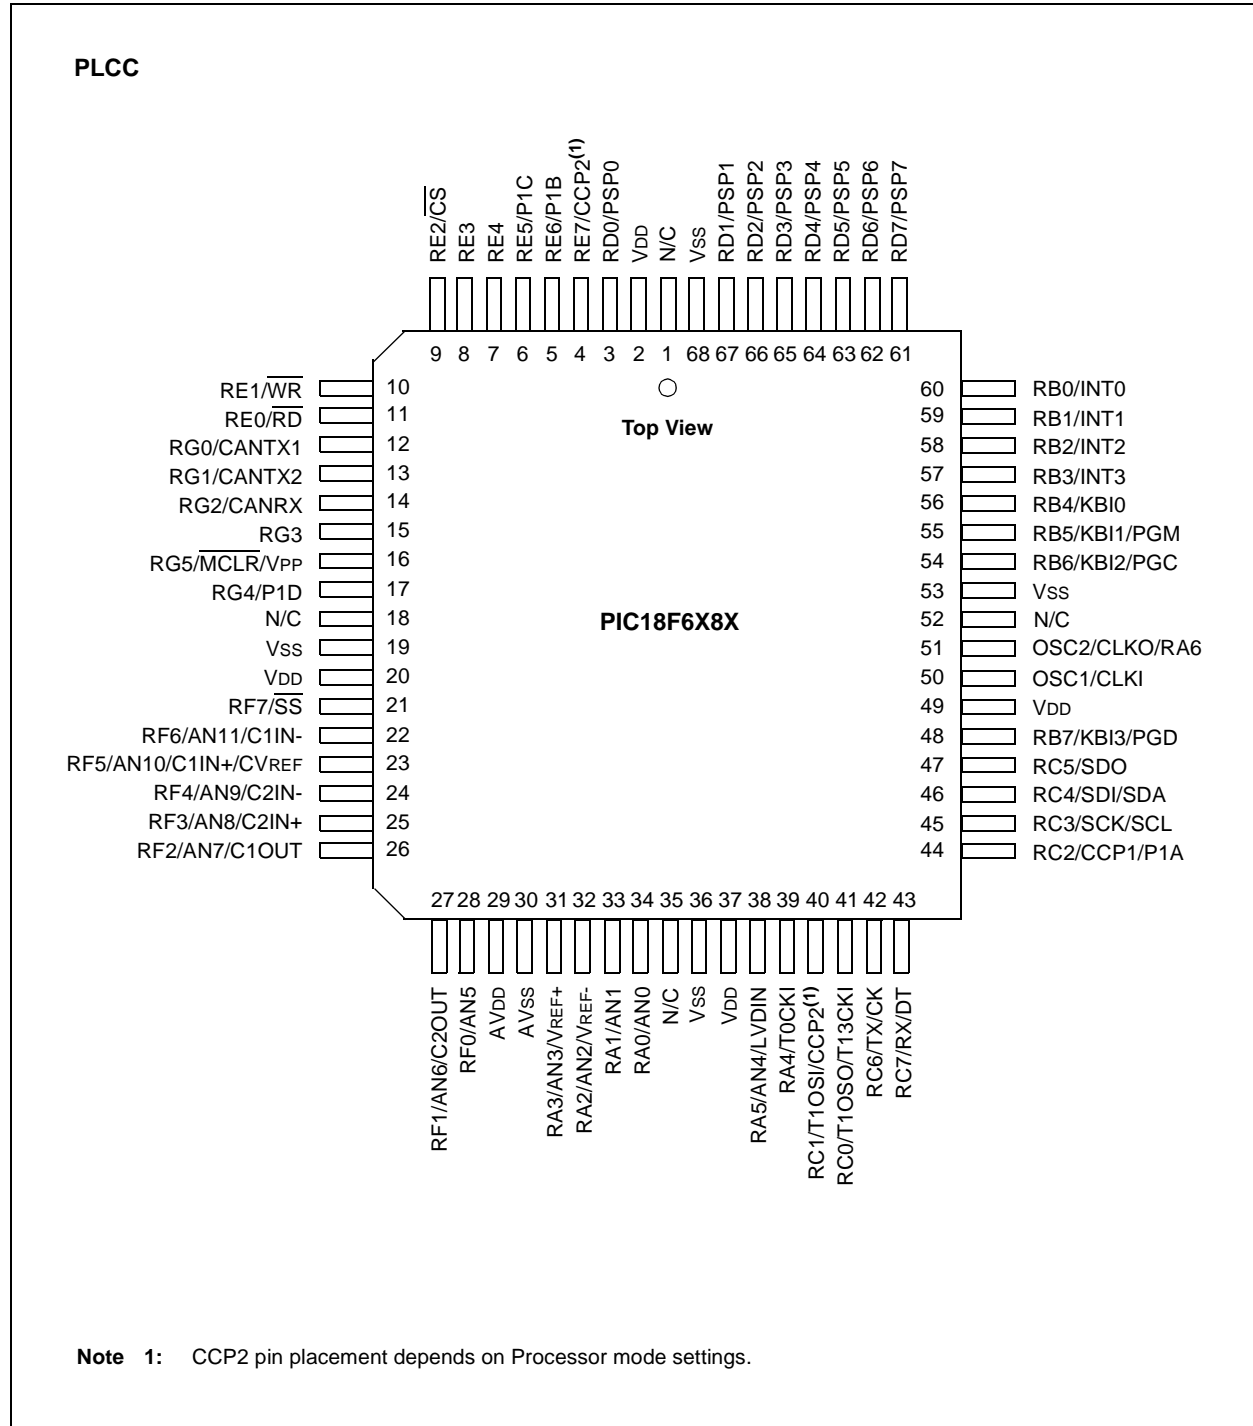 PLCC
RE2/CS
RE3
RE4
RE5/P1C
RE6/P1B
RE7/CCP2(1)
RD0/PSP0
VDD
N/C
VSS
RD1/PSP1
RD2/PSP2
RD3/PSP3
RD4/PSP4
RD5/PSP5
RD6/PSP6
RD7/PSP7
9 8 7 6 5 4 3 2 1 68 67 66 65 64 63 62 61
RE1/WR 10
RE0/RD 11
RG0/CANTX1 12
RG1/CANTX2 13
RG2/CANRX 14
RG3 15
RG5/MCLR/VPP 16
RG4/P1D 17
N/C 18
VSS 19
VDD 20
RF7/SS 21
RF6/AN11/C1IN- 22
RF5/AN10/C1IN+/CVREF 23
RF4/AN9/C2IN- 24
RF3/AN8/C2IN+ 25
RF2/AN7/C1OUT 26
Top View
PIC18F6X8X
60 RB0/INT0
59 RB1/INT1
58 RB2/INT2
57 RB3/INT3
56 RB4/KBI0
55 RB5/KBI1/PGM
54 RB6/KBI2/PGC
53 VSS
52 N/C
51 OSC2/CLKO/RA6
50 OSC1/CLKI
49 VDD
48 RB7/KBI3/PGD
47 RC5/SDO
46 RC4/SDI/SDA
45 RC3/SCK/SCL
44 RC2/CCP1/P1A
27 28 29 30 31 32 33 34 35 36 37 38 39 40 41 42 43
RF1/AN6/C2OUT
RF0/AN5
AVDD
AVSS
RA3/AN3/VREF+
RA2/AN2/VREF-
RA1/AN1
RA0/AN0
N/C
VSS
VDD
RA5/AN4/LVDIN
RA4/T0CKI
RC1/T1OSI/CCP2(1)
RC0/T1OSO/T13CKI
RC6/TX/CK
RC7/RX/DT
Note 1: CCP2 pin placement depends on Processor mode settings.